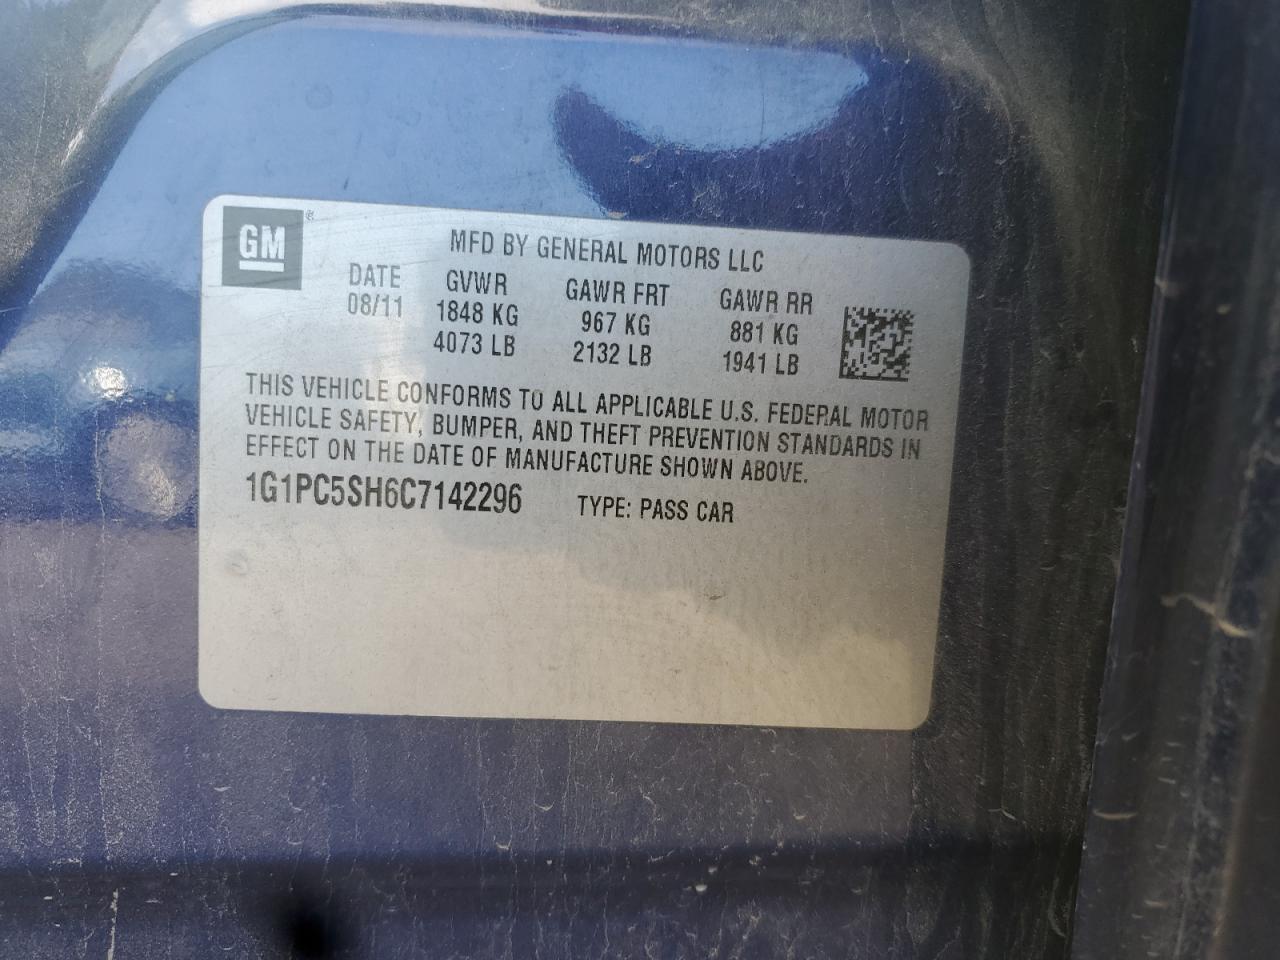 GM®
MFD BY GENERAL MOTORS LLC
DATE GVWR GAWR FRT GAWR RR
08/11 1848 KG 967 KG 881 KG
4073 LB 2132 LB 1941 LB
THIS VEHICLE CONFORMS TO ALL APPLICABLE U.S. FEDERAL MOTOR
VEHICLE SAFETY, BUMPER, AND THEFT PREVENTION STANDARDS IN
EFFECT ON THE DATE OF MANUFACTURE SHOWN ABOVE.
1G1PC5SH6C7142296 TYPE: PASS CAR